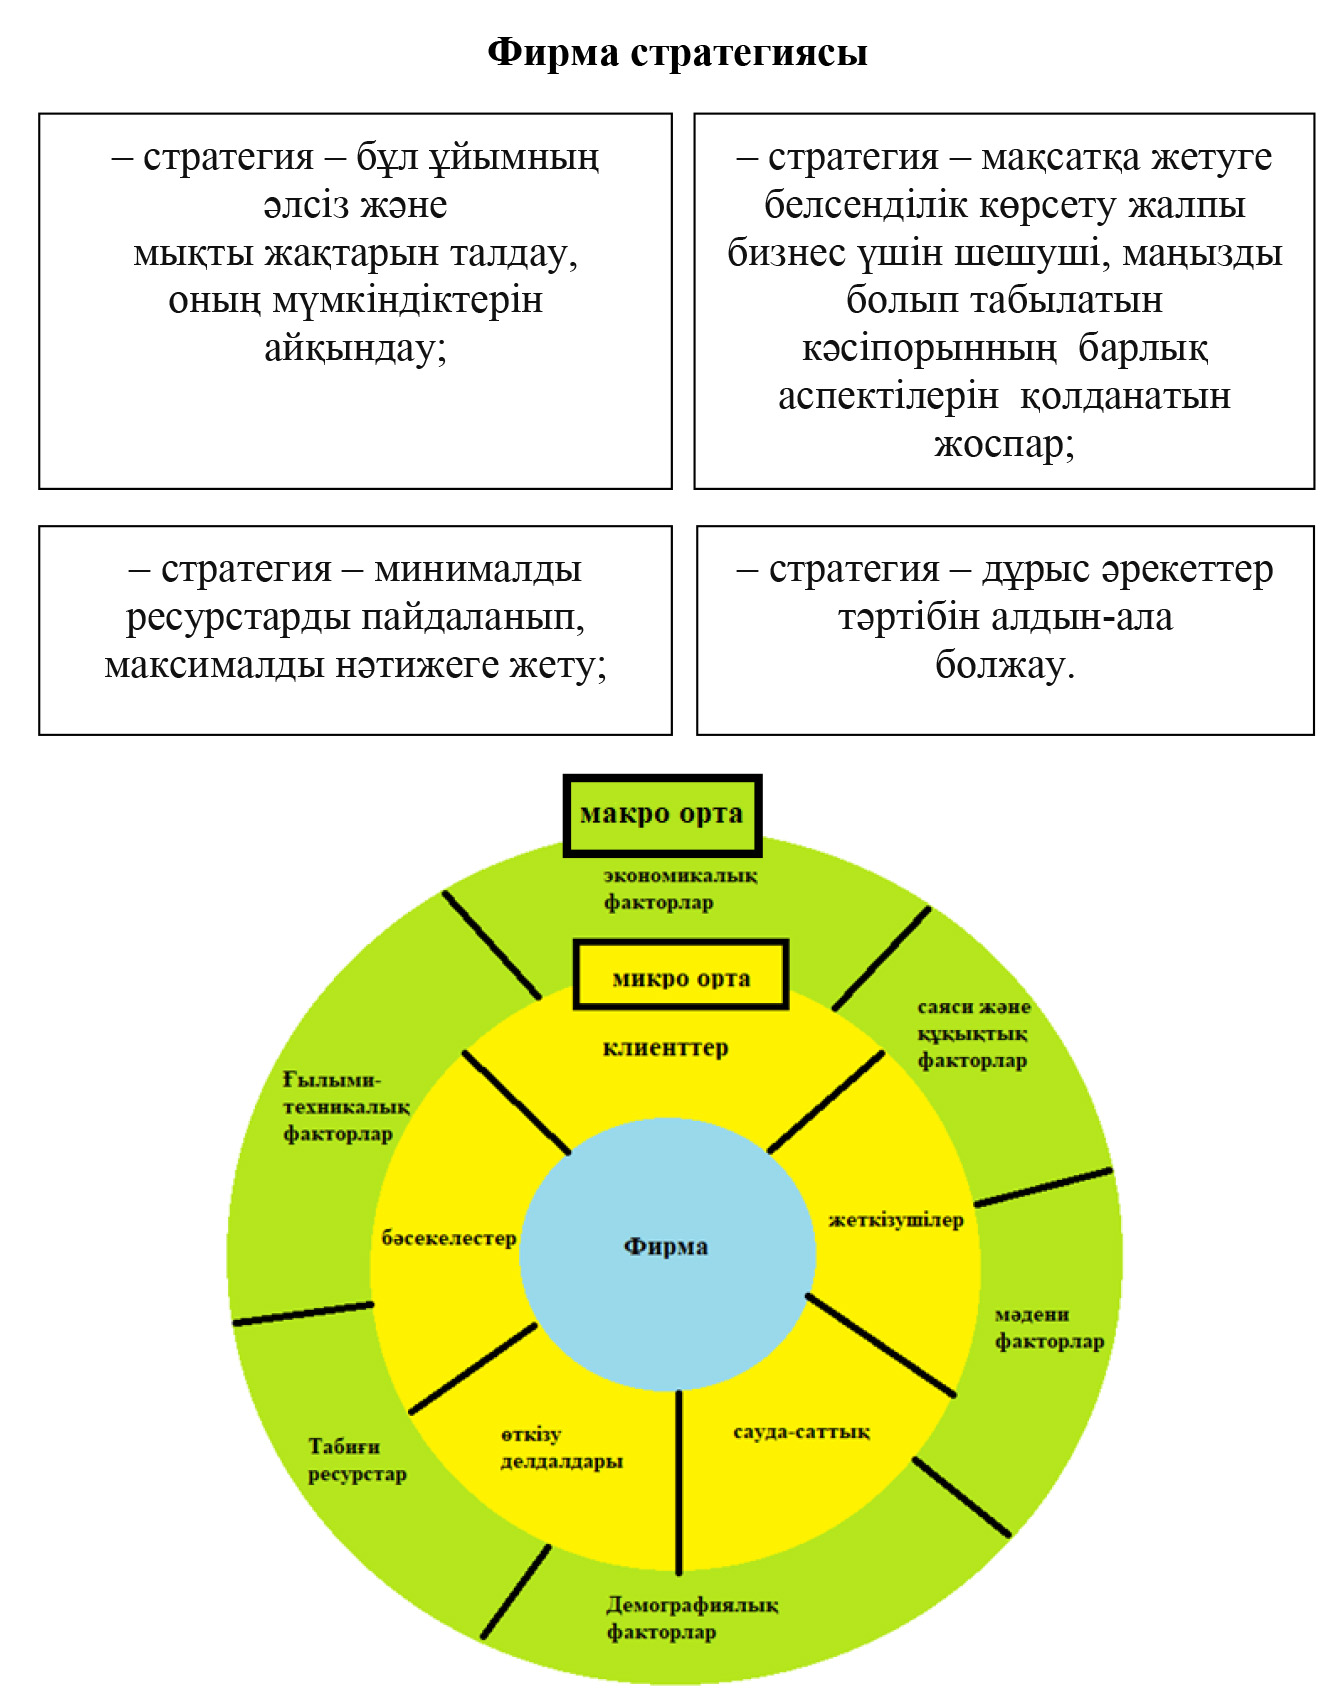 Фирма стратегиясы
– стратегия – бұл ұйымның
әлсіз және
мықты жақтарын талдау,
оның мүмкіндіктерін
айқындау;
– стратегия – мақсатқа жетуге
белсенділік көрсету жалпы
бизнес үшін шешуші, маңызды
болып табылатын
кәсіпорынның барлық
аспектілерін қолданатын
жоспар;
– стратегия – минималды
ресурстарды пайдаланып,
максималды нәтижеге жету;
– стратегия – дұрыс әрекеттер
тәртібін алдын-ала
болжау.
макро орта
экономикалық
факторлар
микро орта
клиенттер
саяси және
құқықтық
факторлар
Ғылыми-
техникалық
факторлар
бәсекелестер
Фирма
жеткізушілер
мәдени
факторлар
Табиғи
ресурстар
өткізу
делдалдары
сауда-саттық
Демографиялық
факторлар